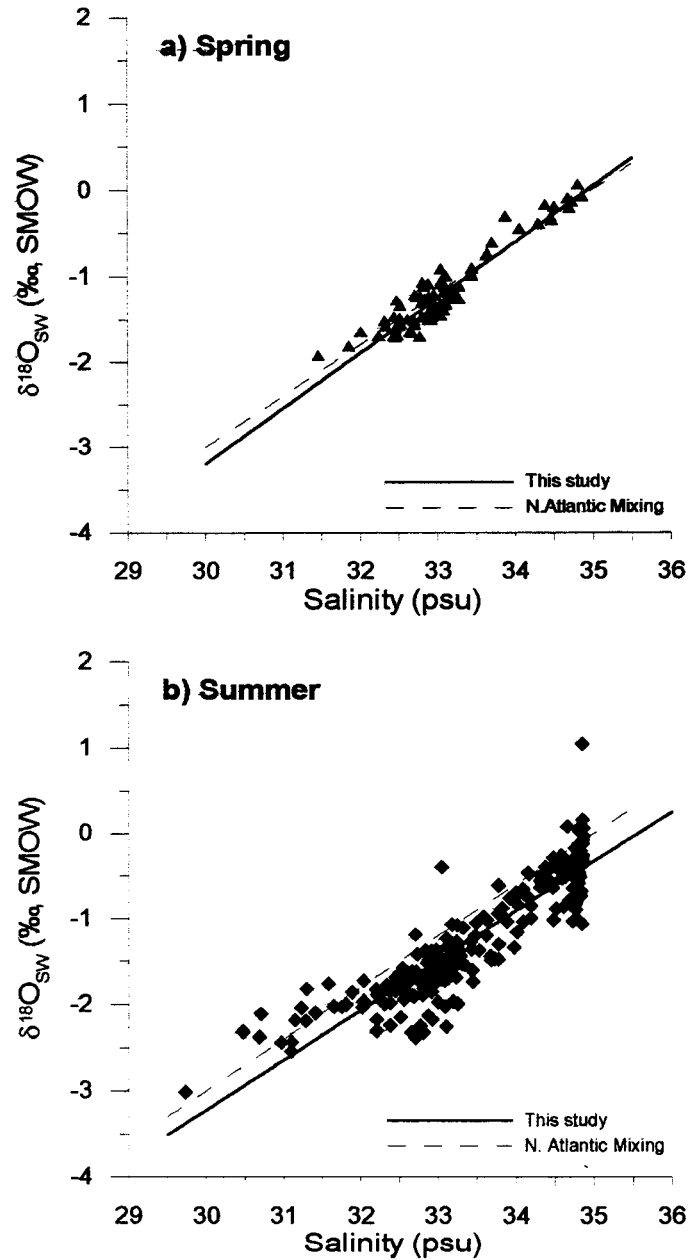 a) Spring
2
1
0
-1
-2
-3
-4
δ¹⁸O_SW (‰, SMOW)
This study
N.Atlantic Mixing
29 30 31 32 33 34 35 36
Salinity (psu)
b) Summer
2
1
0
-1
-2
-3
-4
δ¹⁸O_SW (‰, SMOW)
This study
N. Atlantic Mixing
29 30 31 32 33 34 35 36
Salinity (psu)